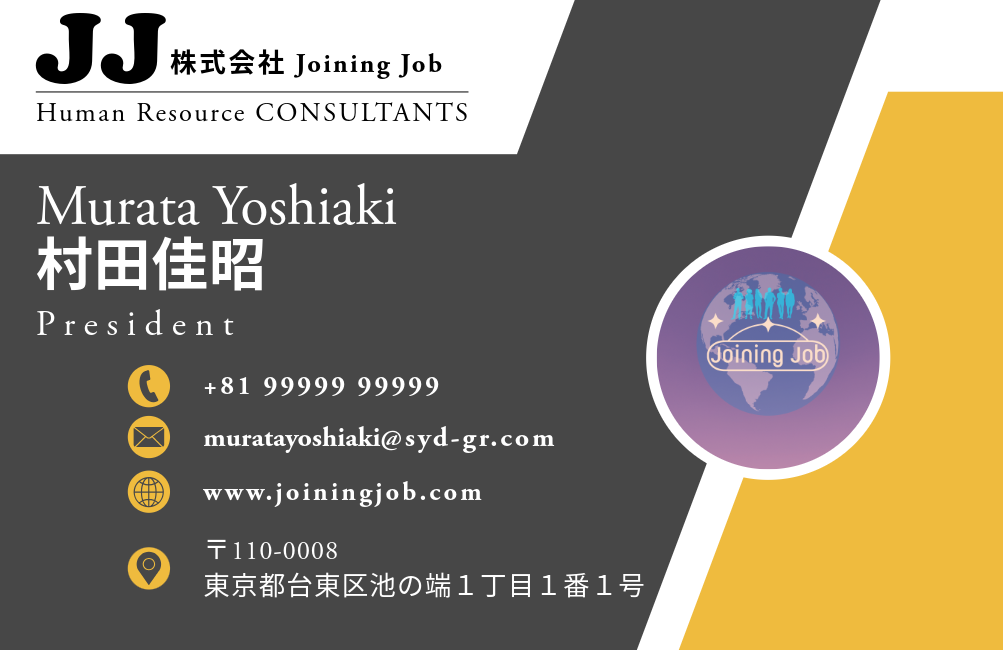 JJ 株式会社 Joining Job
Human Resource CONSULTANTS
Murata Yoshiaki
村田佳昭
President
+81 99999 99999
muratayoshiaki@syd-gr.com
www.joiningjob.com
〒110-0008
東京都台東区池の端１丁目１番１号
Joining Job